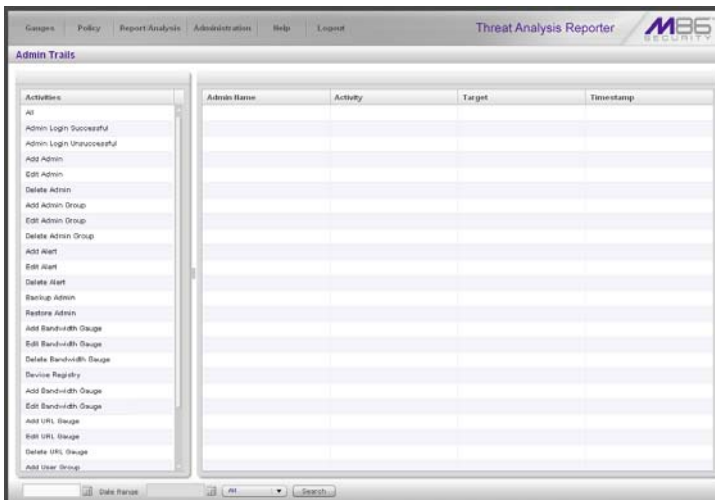 Gauges Policy Report/Analysis Administration Help Logout Threat Analysis Reporter M86 SECURITY
Admin Trails
Activities
Admin Name Activity Target Timestamp
All
Admin Login Successful
Admin Login Unsuccessful
Add Admin
Edit Admin
Delete Admin
Add Admin Group
Edit Admin Group
Delete Admin Group
Add Alert
Edit Alert
Delete Alert
Backup Admin
Restore Admin
Add Bandwidth Gauge
Edit Bandwidth Gauge
Delete Bandwidth Gauge
Device Registry
Add Bandwidth Gauge
Edit Bandwidth Gauge
Add URL Gauge
Edit URL Gauge
Delete URL Gauge
Add User Group
Date Range All Search